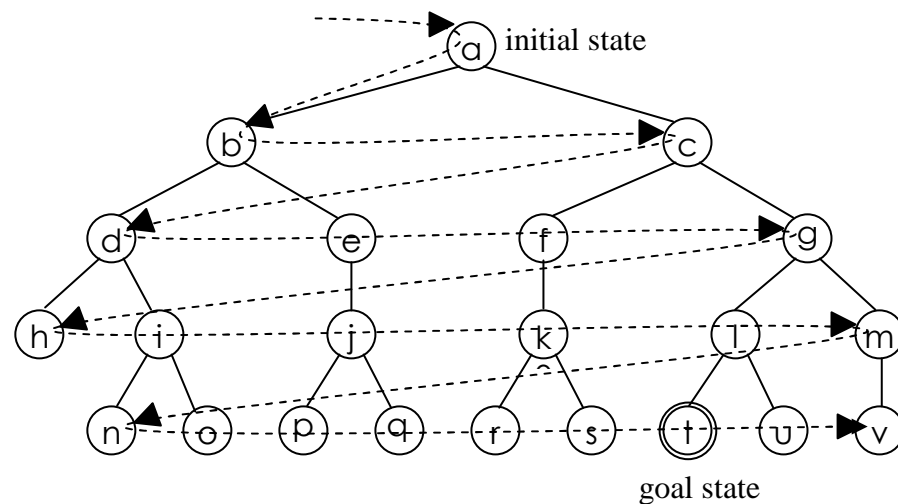 a initial state
b c
d e f g
h i j k l m
n o p q r s t u v
goal state